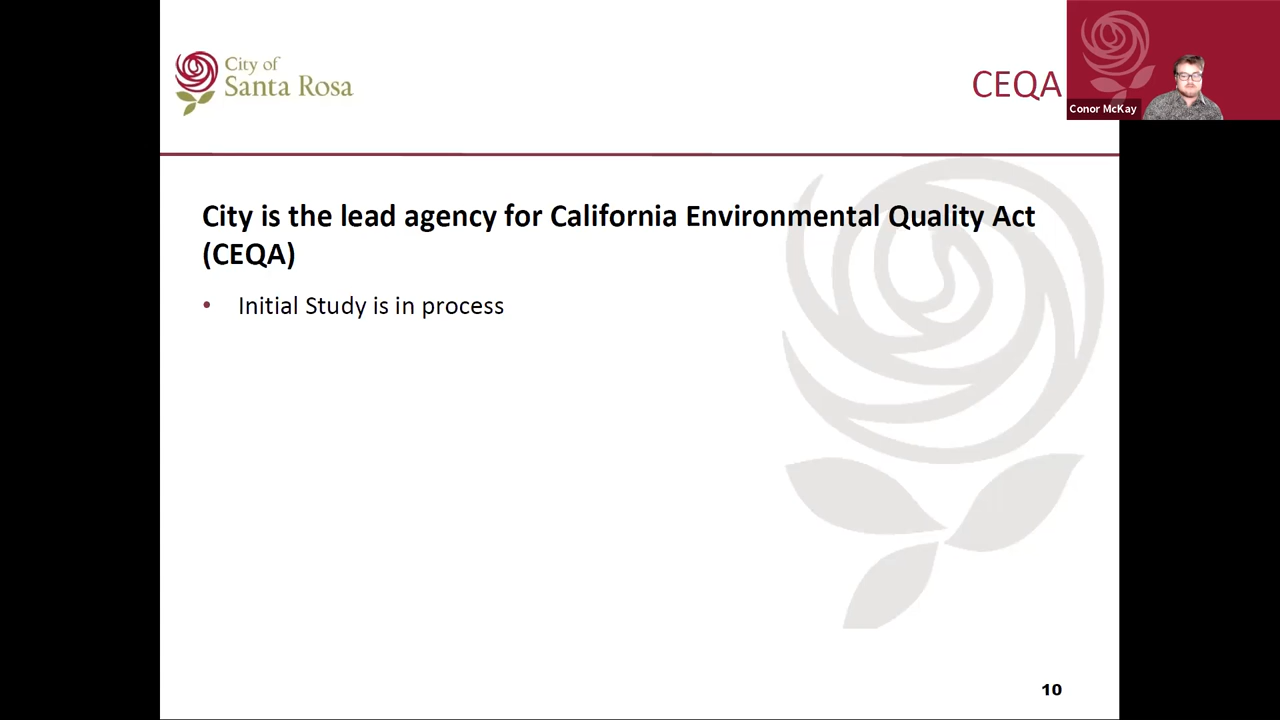 City of
Santa Rosa
CEQA
Conor McKay
City is the lead agency for California Environmental Quality Act
(CEQA)
• Initial Study is in process
10